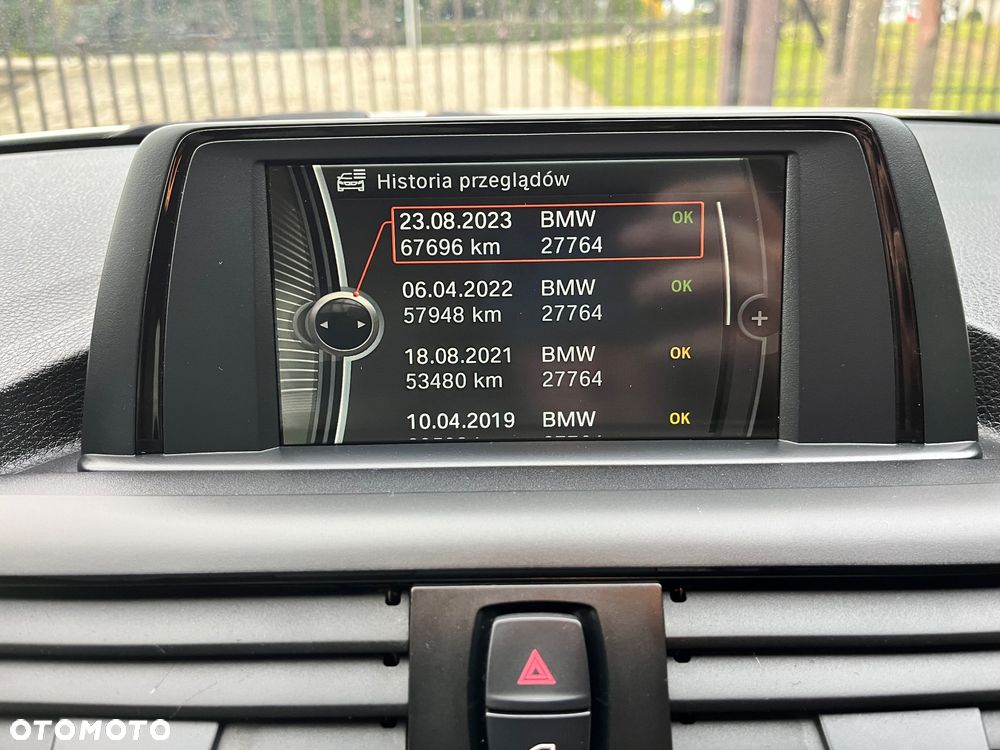 Historia przeglądów
23.08.2023 BMW OK
67696 km 27764
06.04.2022 BMW OK
57948 km 27764
18.08.2021 BMW OK
53480 km 27764
10.04.2019 BMW OK
OTOMOTO